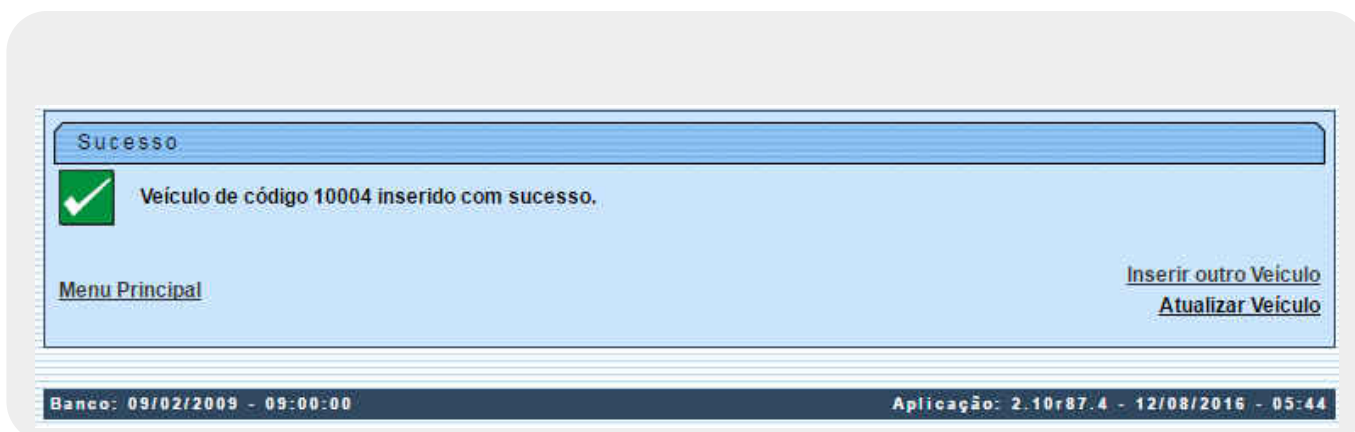 Sucesso
Veículo de código 10004 inserido com sucesso.
Inserir outro Veículo
Menu Principal
Atualizar Veículo
Banco: 09/02/2009 - 09:00:00 Aplicação: 2.10r87.4 - 12/08/2016 - 05:44